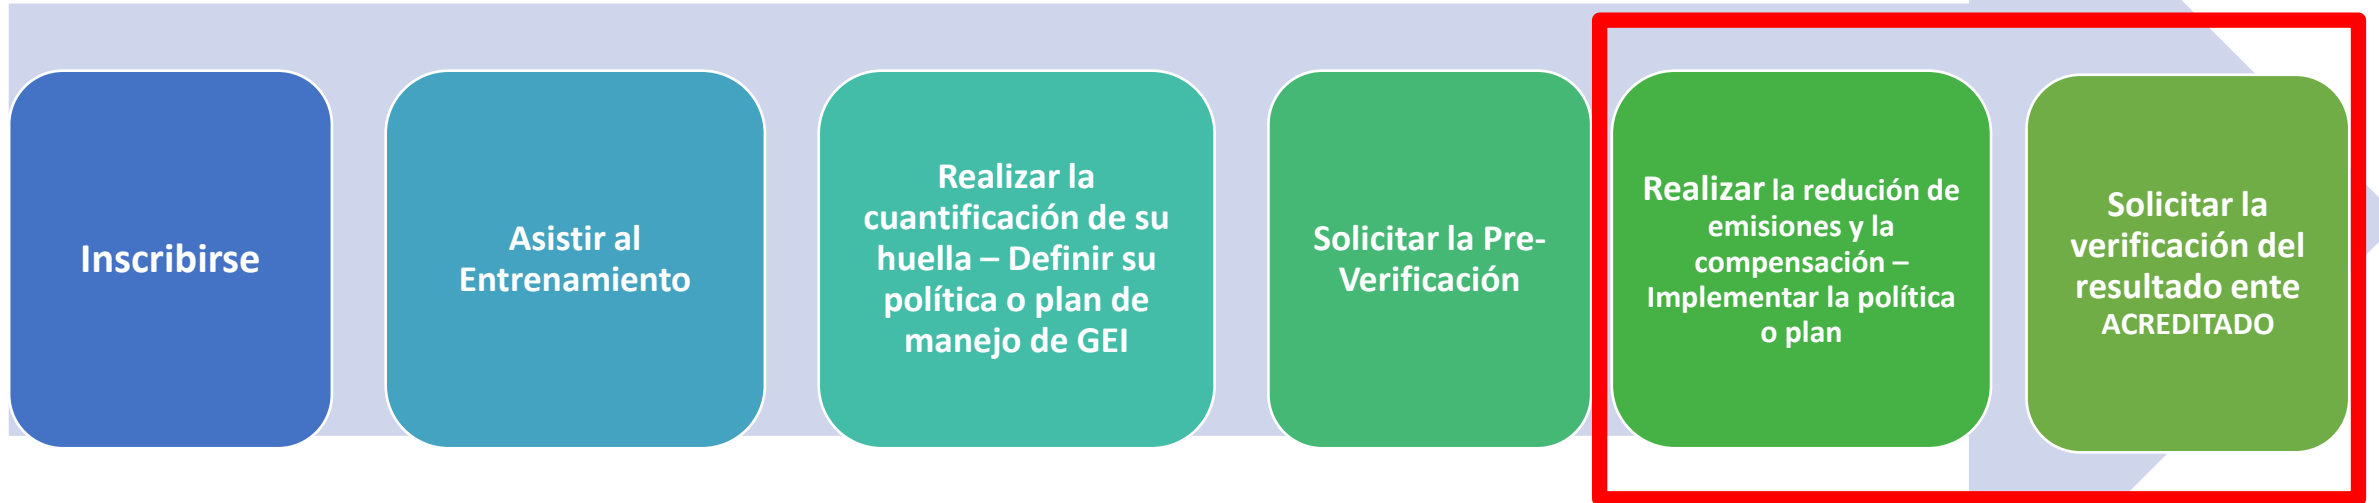 Inscribirse
Asistir al
Entrenamiento
Realizar la
cuantificación de su
huella – Definir su
política o plan de
manejo de GEI
Solicitar la Pre-
Verificación
Realizar la redución de
emisiones y la
compensación –
Implementar la política
o plan
Solicitar la
verificación del
resultado ente
ACREDITADO